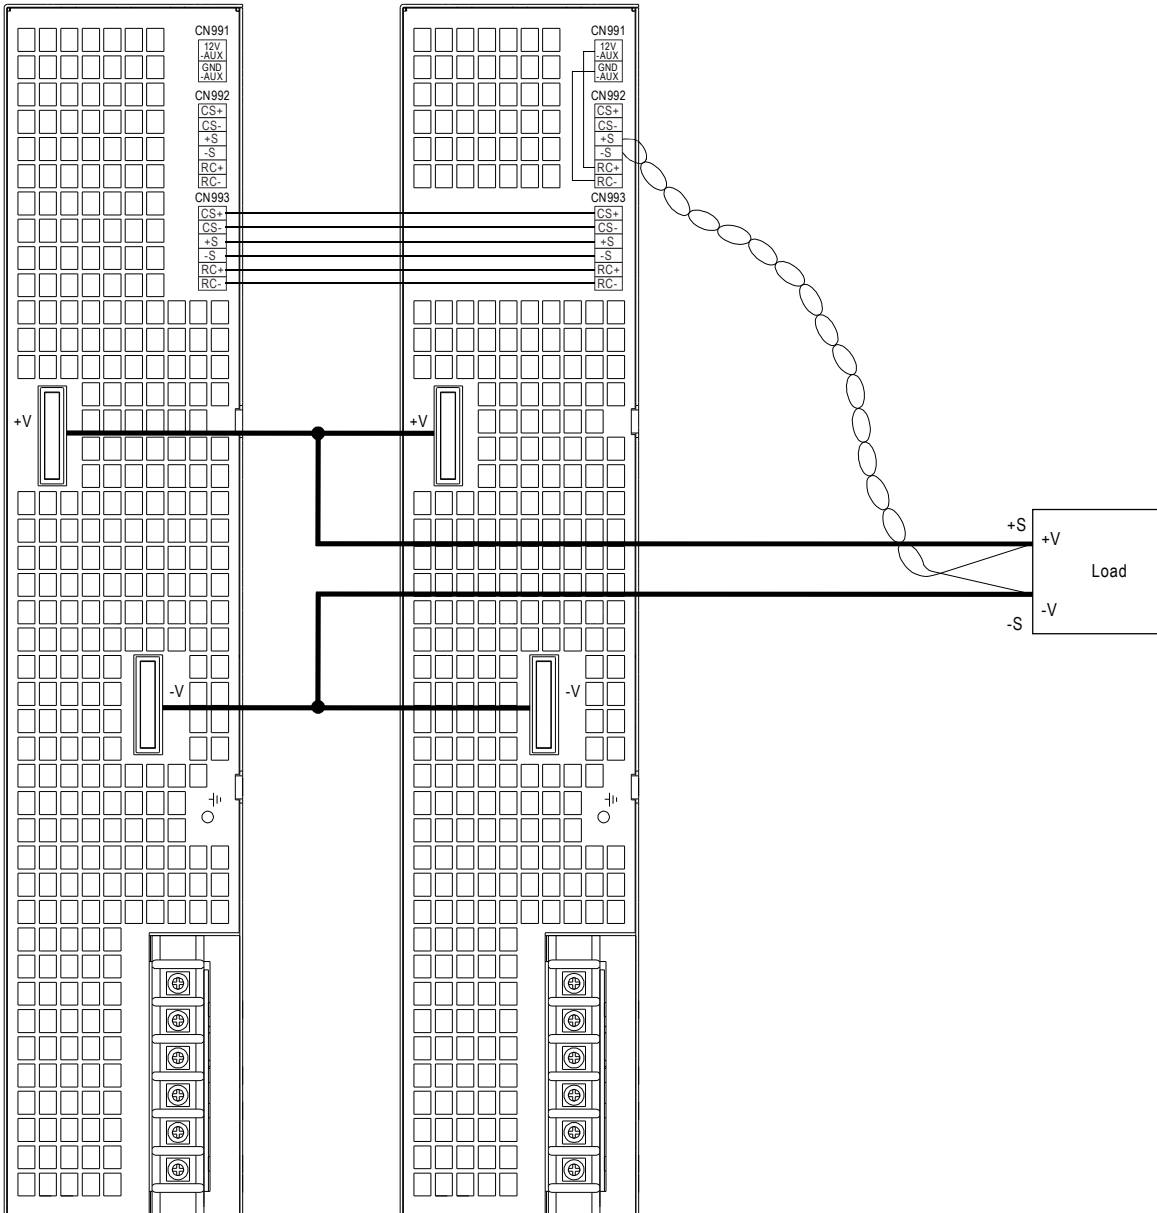 CN991
12V
-AUX
GND
-AUX
CN992
CS+
CS-
+S
-S
RC+
RC-
CN993
CS+
CS-
+S
-S
RC+
RC-
+V
-V
CN991
12V
-AUX
GND
-AUX
CN992
CS+
CS-
+S
-S
RC+
RC-
CN993
CS+
CS-
+S
-S
RC+
RC-
+V
-V
+S
+V
Load
-V
-S